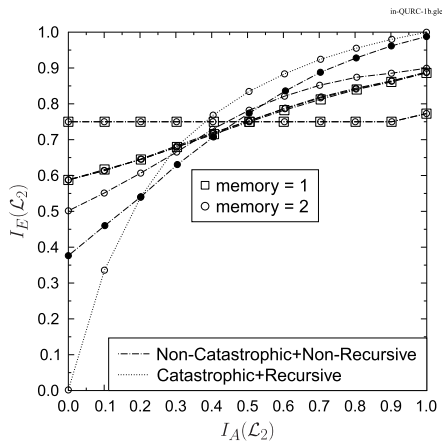 in-QURC-1b.gle
1.0
0.9
0.8
0.7
0.6
0.5
0.4
0.3
0.2
0.1
0.0
I_E(L_2)
memory = 1
memory = 2
Non-Catastrophic+Non-Recursive
Catastrophic+Recursive
0.0 0.1 0.2 0.3 0.4 0.5 0.6 0.7 0.8 0.9 1.0
I_A(L_2)